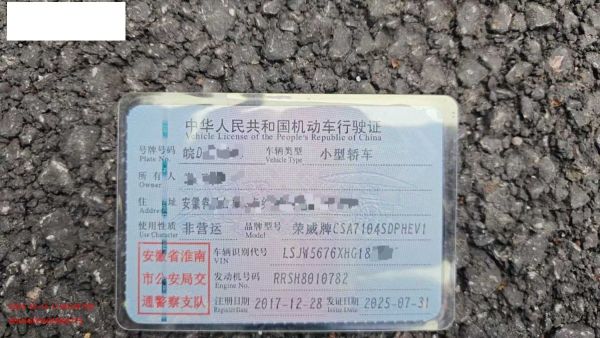 中华人民共和国机动车行驶证
Vehicle License of the People's Republic of China
号牌号码 皖D 车辆类型 小型轿车
Plate No. Vehicle Type
所有人
Owner
住址 安徽省
Address
使用性质 非营运 品牌型号 荣威牌CSA7104SDPHEV1
Use Character Model
安徽省淮南 车辆识别代号 LSJW5676XHG18
VIN
市公安局交 发动机号码 RRSH8010782
Engine No.
通警察支队 注册日期 2017-12-28 发证日期 2025-07-31
Register Date Issue Date